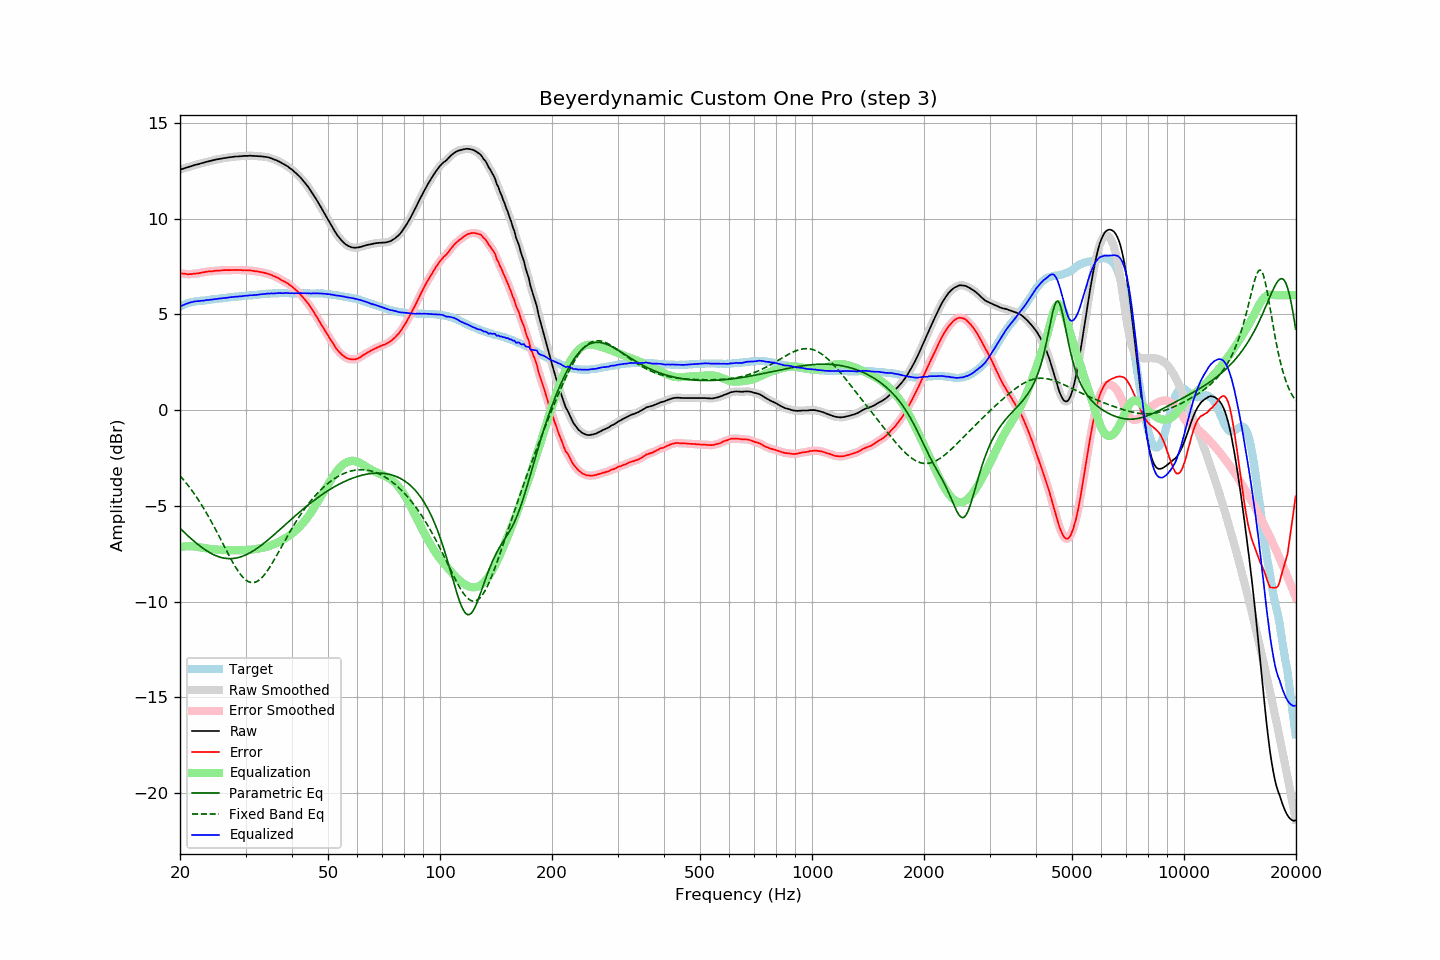 Beyerdynamic Custom One Pro (step 3)
15
10
5
0
−5
−10
−15
−20
Amplitude (dBr)
Target
Raw Smoothed
Error Smoothed
Raw
Error
Equalization
Parametric Eq
Fixed Band Eq
Equalized
20 50 100 200 500 1000 2000 5000 10000 20000
Frequency (Hz)